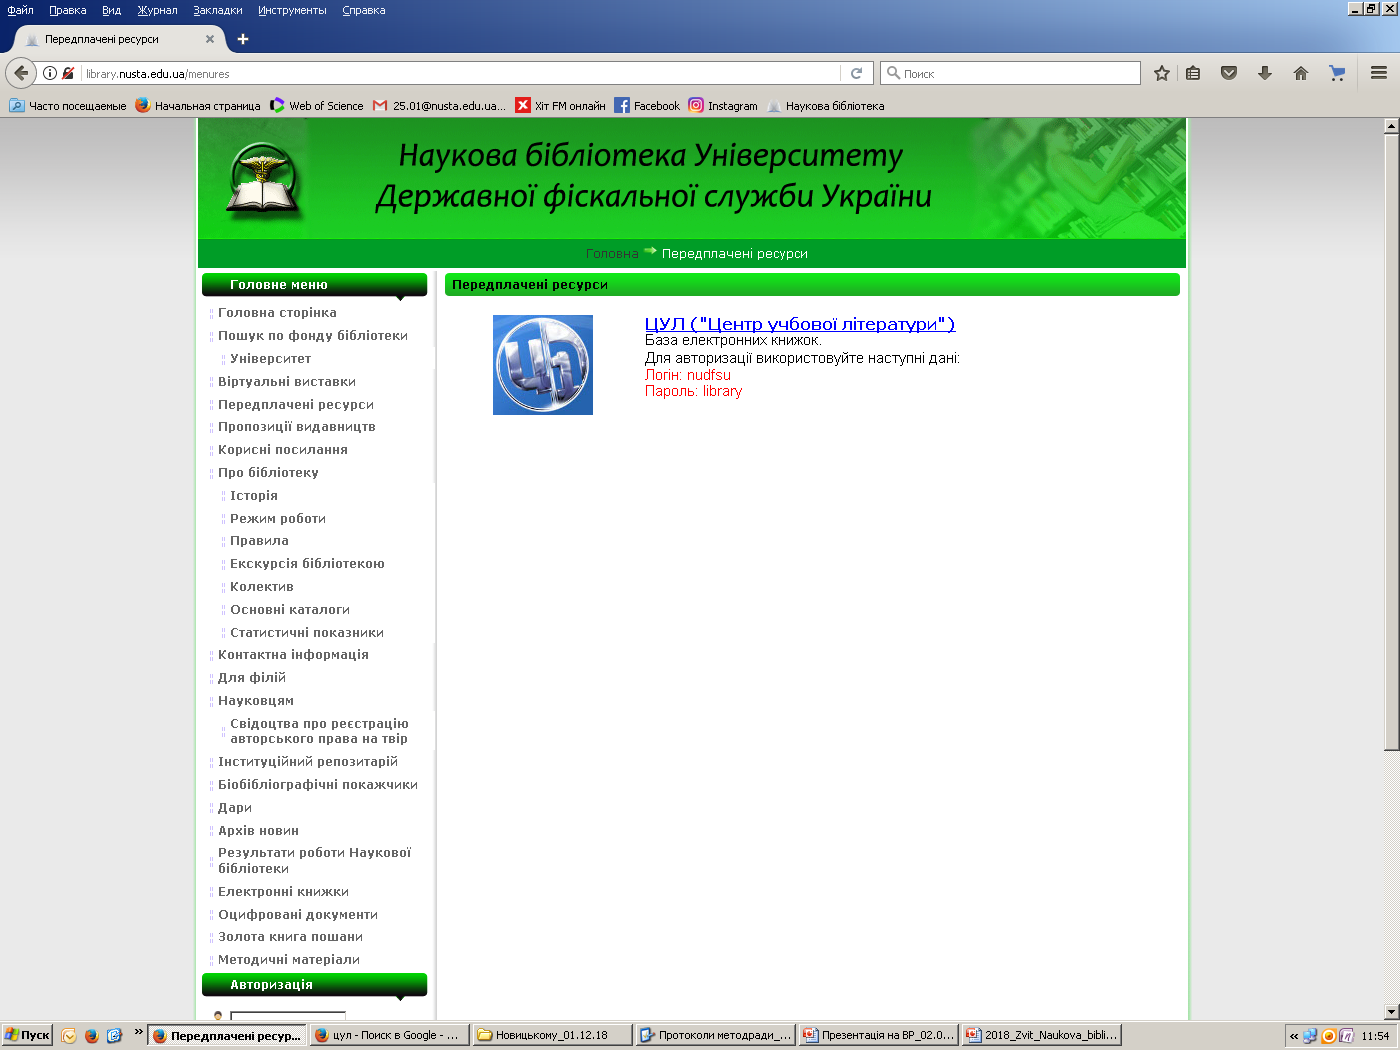 Файл Правка Вид Журнал Закладки Инструменты Справка
Передплачені ресурси
library.nusta.edu.ua/menures
Поиск
Часто посещаемые Начальная страница Web of Science 25.01@nusta.edu.ua... Хіт FM онлайн Facebook Instagram Наукова бібліотека
Наукова бібліотека Університету
Державної фіскальної служби України
Головна Передплачені ресурси
Головне меню
Головна сторінка
Пошук по фонду бібліотеки
Університет
Віртуальні виставки
Передплачені ресурси
Пропозиції видавництв
Корисні посилання
Про бібліотеку
Історія
Режим роботи
Правила
Екскурсія бібліотекою
Колектив
Основні каталоги
Статистичні показники
Контактна інформація
Для філій
Науковцям
Свідоцтва про реєстрацію
авторського права на твір
Інституційний репозитарій
Біобібліографічні покажчики
Дари
Архів новин
Результати роботи Наукової
бібліотеки
Електронні книжки
Оцифровані документи
Золота книга пошани
Методичні матеріали
Авторизація
Передплачені ресурси
ЦУЛ ("Центр учбової літератури")
База електронних книжок.
Для авторизації використовуйте наступні дані:
Логін: nudfsu
Пароль: library
Пуск Передплачені ресур... цул - Поиск в Google - ... Новицькому_01.12.18 Протоколи методради_... Презентація на ВР_02.0... 2018_Zvit_Naukova_bibli... 11:54